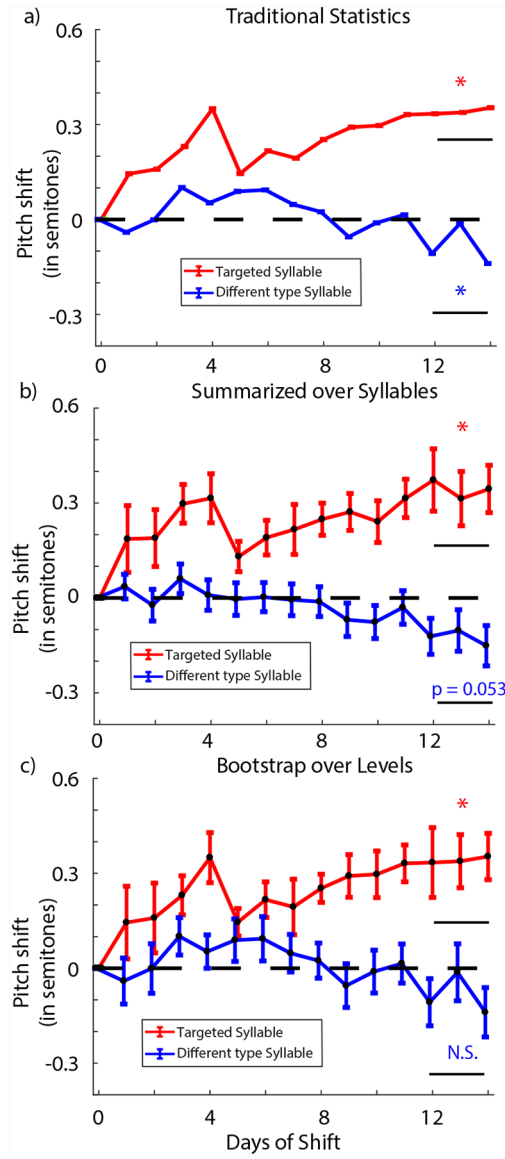 a)
Traditional Statistics
0.6
*
0.3
Pitch shift
(in semitones)
0
Targeted Syllable
Different type Syllable
*
-0.3
0
4
8
12
b)
Summarized over Syllables
0.6
*
0.3
Pitch shift
(in semitones)
0
Targeted Syllable
Different type Syllable
p = 0.053
-0.3
0
4
8
12
c)
Bootstrap over Levels
0.6
*
0.3
Pitch shift
(in semitones)
0
Targeted Syllable
Different type Syllable
N.S.
-0.3
0
4
8
12
Days of Shift